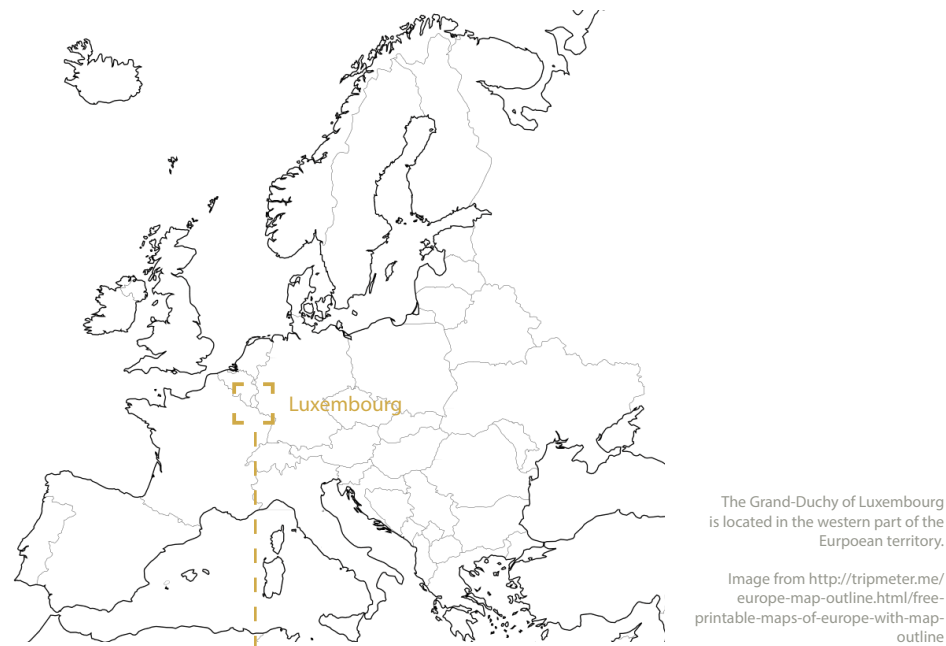 Luxembourg
The Grand-Duchy of Luxembourg
is located in the western part of the
Eurpoean territory.
Image from http://tripmeter.me/
europe-map-outline.html/free-
printable-maps-of-europe-with-map-
outline